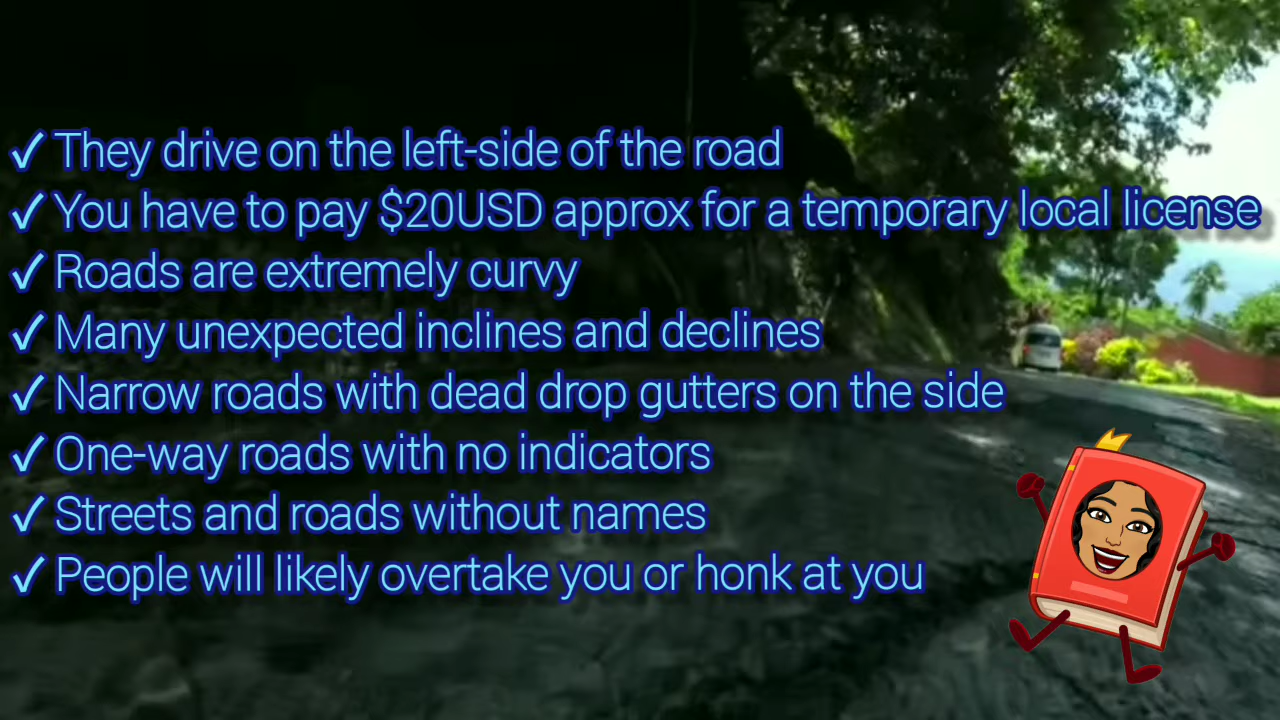 ✓ They drive on the left-side of the road
✓ You have to pay $20USD approx for a temporary local license
✓ Roads are extremely curvy
✓ Many unexpected inclines and declines
✓ Narrow roads with dead drop gutters on the side
✓ One-way roads with no indicators
✓ Streets and roads without names
✓ People will likely overtake you or honk at you